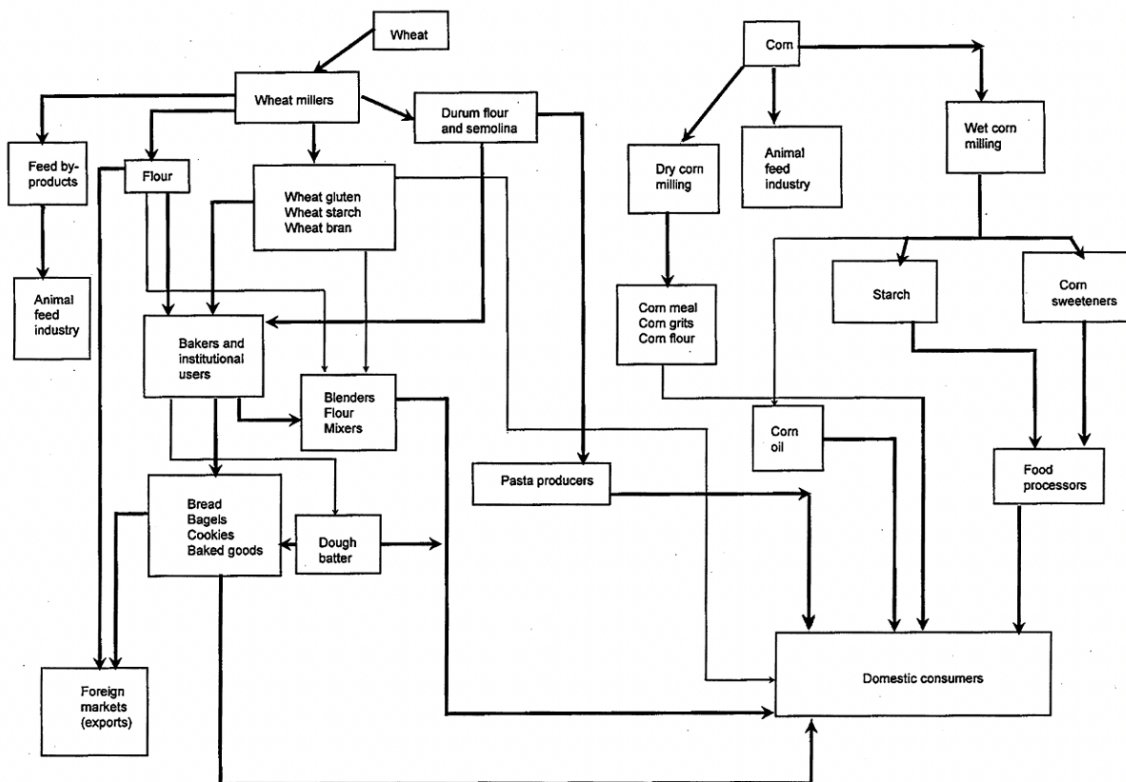 Wheat
Corn
Wheat millers
Durum flour
and semolina
Wet corn
milling
Feed by-
products
Flour
Animal
feed
industry
Dry corn
milling
Wheat gluten
Wheat starch
Wheat bran
Animal
feed
industry
Starch
Corn
sweeteners
Corn meal
Corn grits
Corn flour
Bakers and
institutional
users
Blenders
Flour
Mixers
Corn
oil
Pasta producers
Food
processors
Bread
Bagels
Cookies
Baked goods
Dough
batter
Foreign
markets
(exports)
Domestic consumers